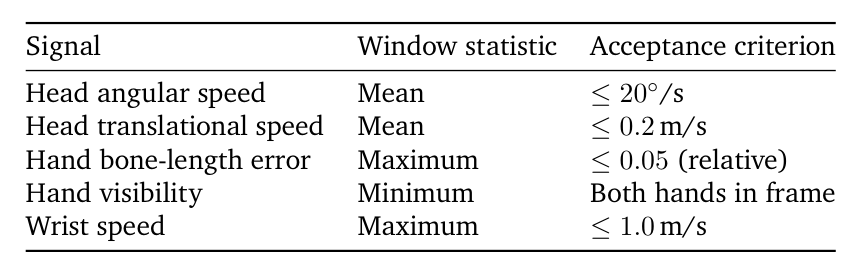 Signal Window statistic Acceptance criterion
Head angular speed Mean ≤ 20°/s
Head translational speed Mean ≤ 0.2 m/s
Hand bone-length error Maximum ≤ 0.05 (relative)
Hand visibility Minimum Both hands in frame
Wrist speed Maximum ≤ 1.0 m/s